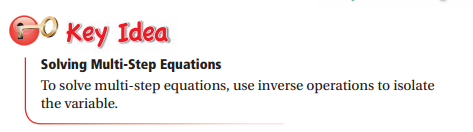 Key Idea
Solving Multi-Step Equations
To solve multi-step equations, use inverse operations to isolate
the variable.